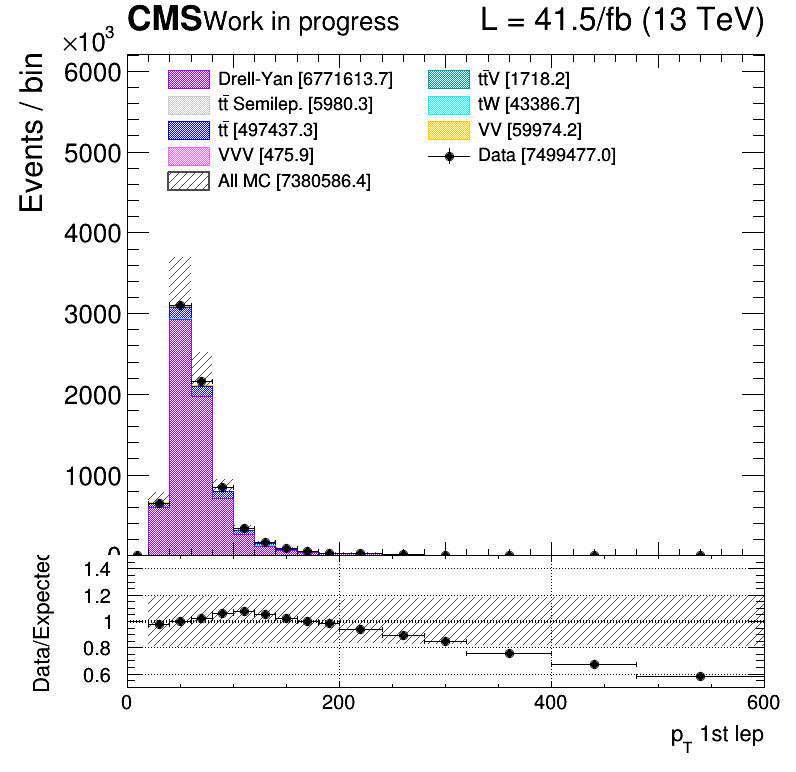 CMS Work in progress L = 41.5/fb (13 TeV)
×10³
Events / bin
6000
5000
4000
3000
2000
1000
0
Drell-Yan [6771613.7]
tt̄ Semilep. [5980.3]
tt̄ [497437.3]
VVV [475.9]
All MC [7380586.4]
tt̄V [1718.2]
tW [43386.7]
VV [59974.2]
Data [7499477.0]
Data/Expected
1.4
1.2
1
0.8
0.6
0 200 400 600
p_T 1st lep